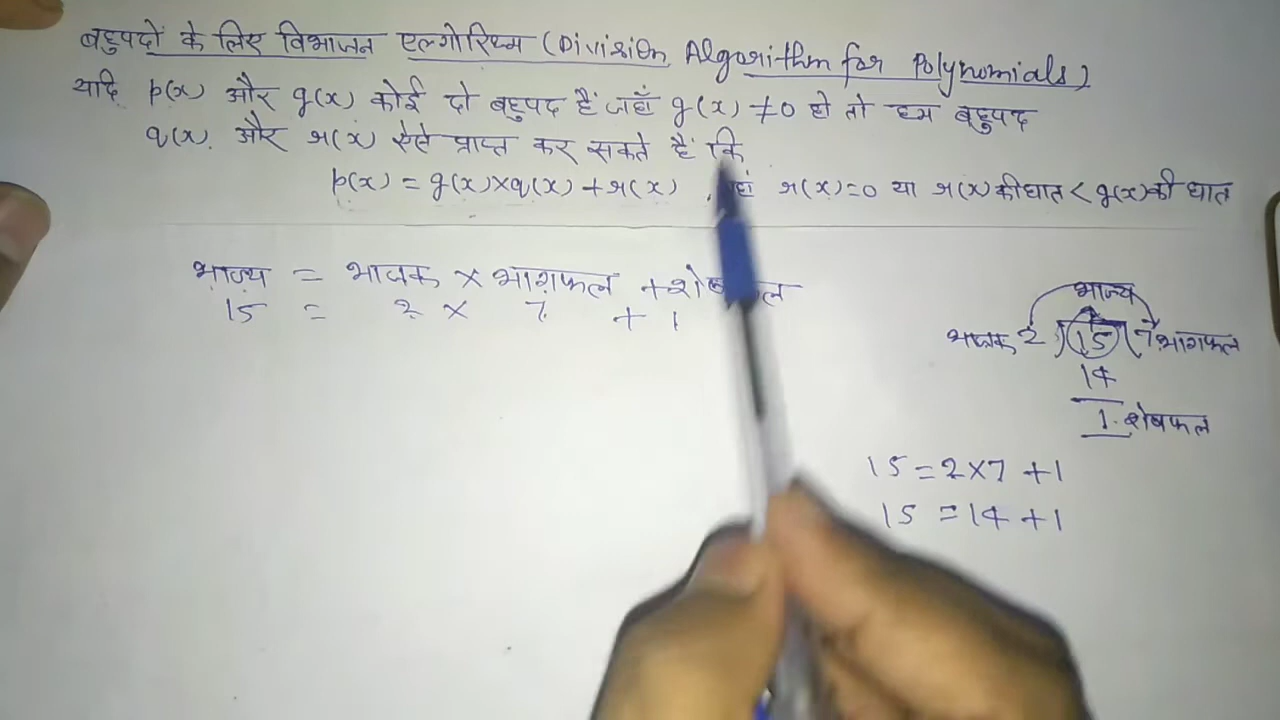 बहुपदों के लिए विभाजन एल्गोरिथ्म (Division Algorithm for Polynomials)
यदि p(x) और g(x) कोई दो बहुपद हैं जहाँ g(x) ≠0 हो तो हम बहुपद
q(x) और r(x) ऐसे प्राप्त कर सकते हैं कि
p(x) = g(x)×q(x) + r(x) , r(x)=0 या r(x) की घात < g(x) की घात
भाज्य = भाजक × भागफल +
15 = 2 × 7 + 1
भाज्य
भाजक 2 ) 15 ( 7 भागफल
14
1 शेषफल
15 = 2×7 +1
15 = 14 +1